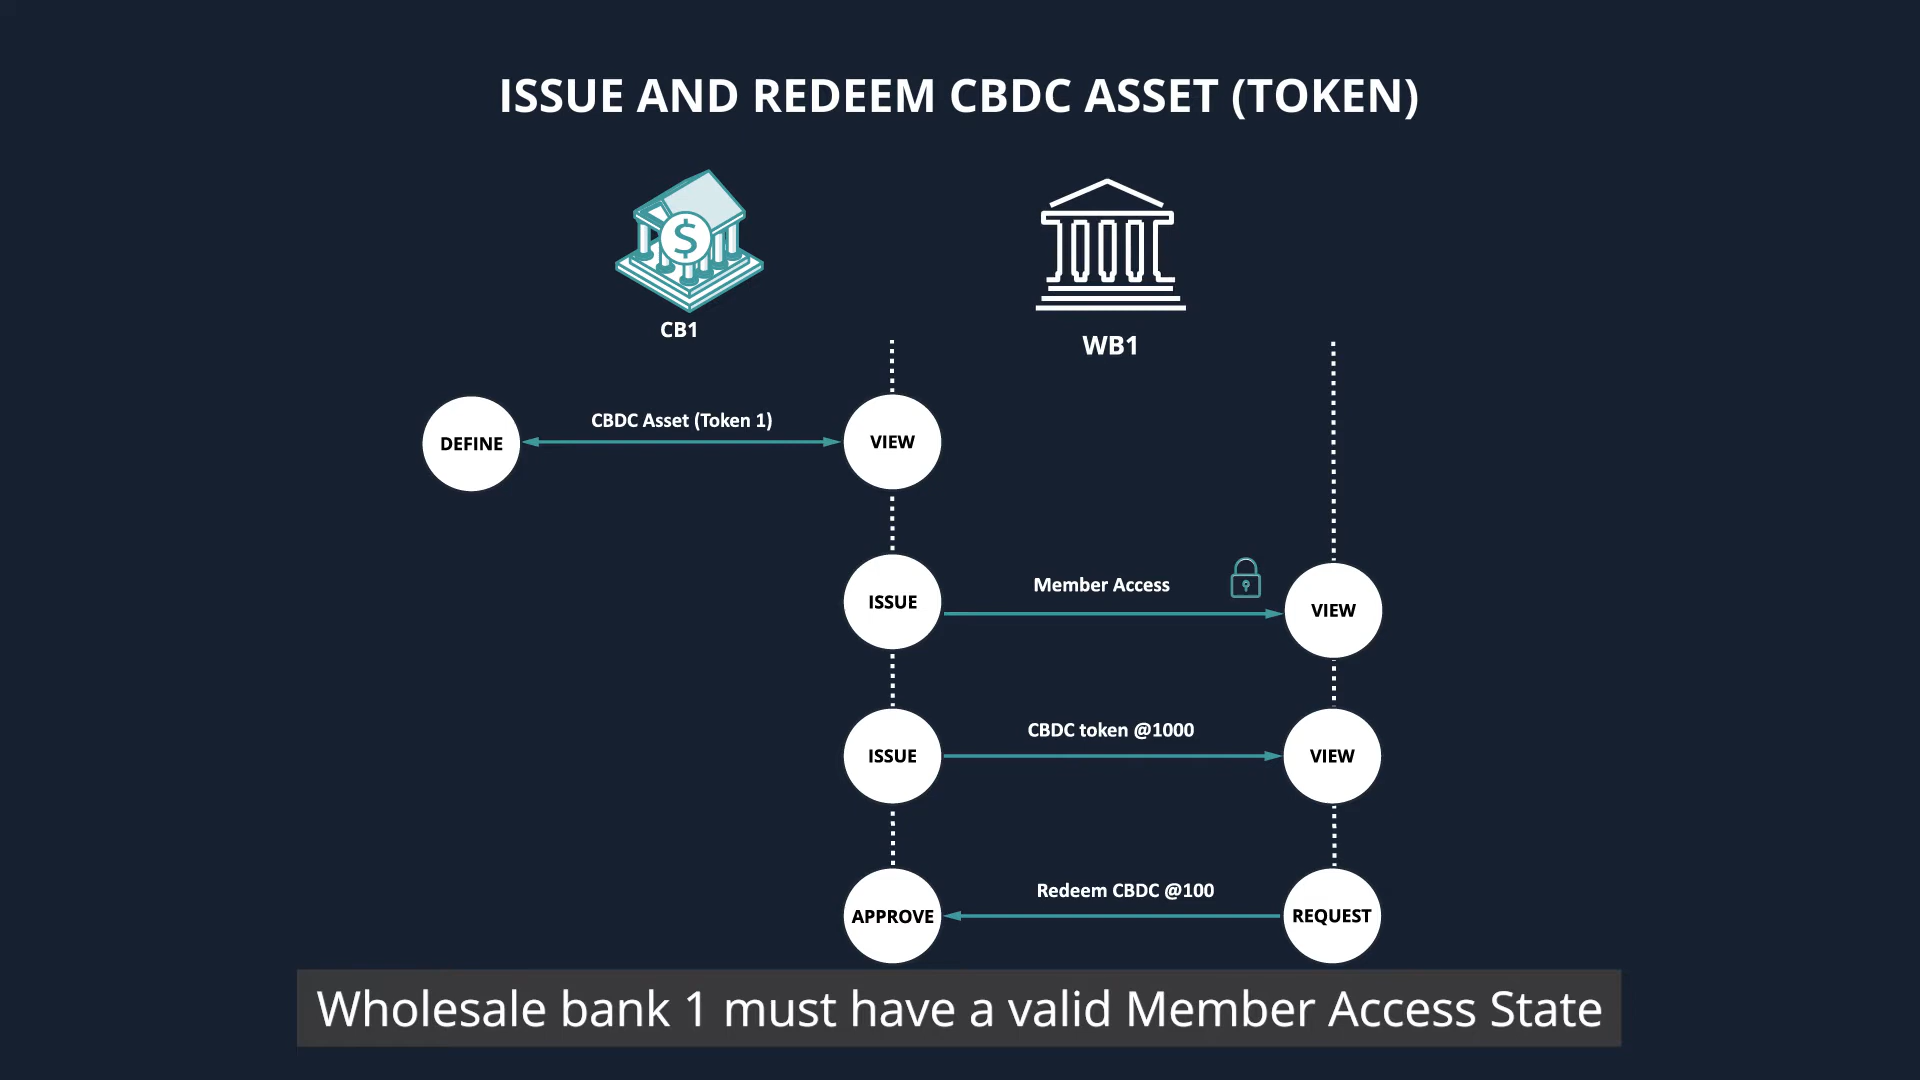 ISSUE AND REDEEM CBDC ASSET (TOKEN)
$
CB1
WB1
CBDC Asset (Token 1)
DEFINE
VIEW
Member Access
ISSUE
VIEW
CBDC token @1000
ISSUE
VIEW
Redeem CBDC @100
APPROVE
REQUEST
Wholesale bank 1 must have a valid Member Access State